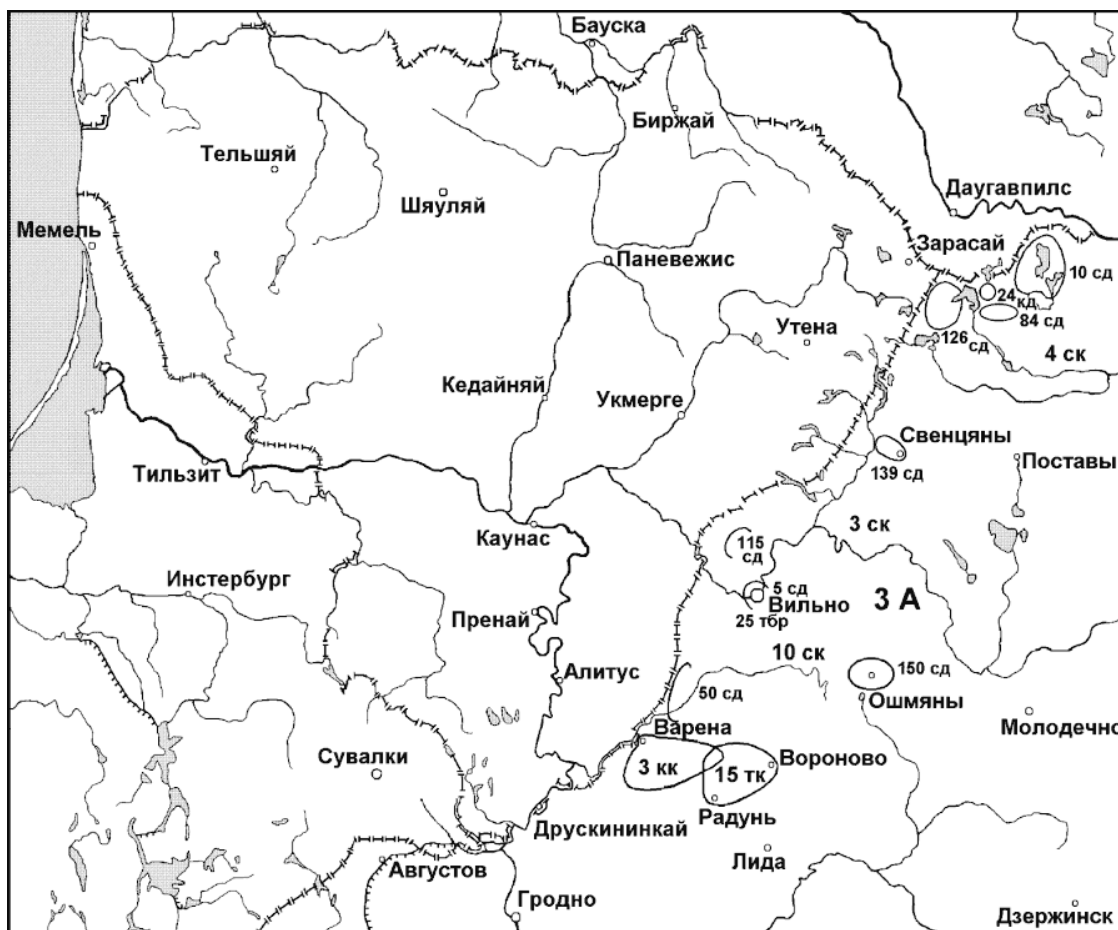 Бауска
Биржай
Тельшяй
Шяуляй
Даугавпилс
Мемель
Зарасай
Паневежис
10 сд
24 кд
84 сд
126 сд
Утена
4 ск
Кедайняй
Укмерге
Свенцяны
Тильзит
139 сд
Поставы
Каунас
3 ск
115
сд
Инстербург
5 сд
Вильно
3 А
Пренай
25 тбр
10 ск
Алитус
150 сд
50 сд
Ошмяны
Молодечно
Варена
Сувалки
3 кк
15 тк
Вороново
Друскининкай
Радунь
Августов
Лида
Гродно
Дзержинск